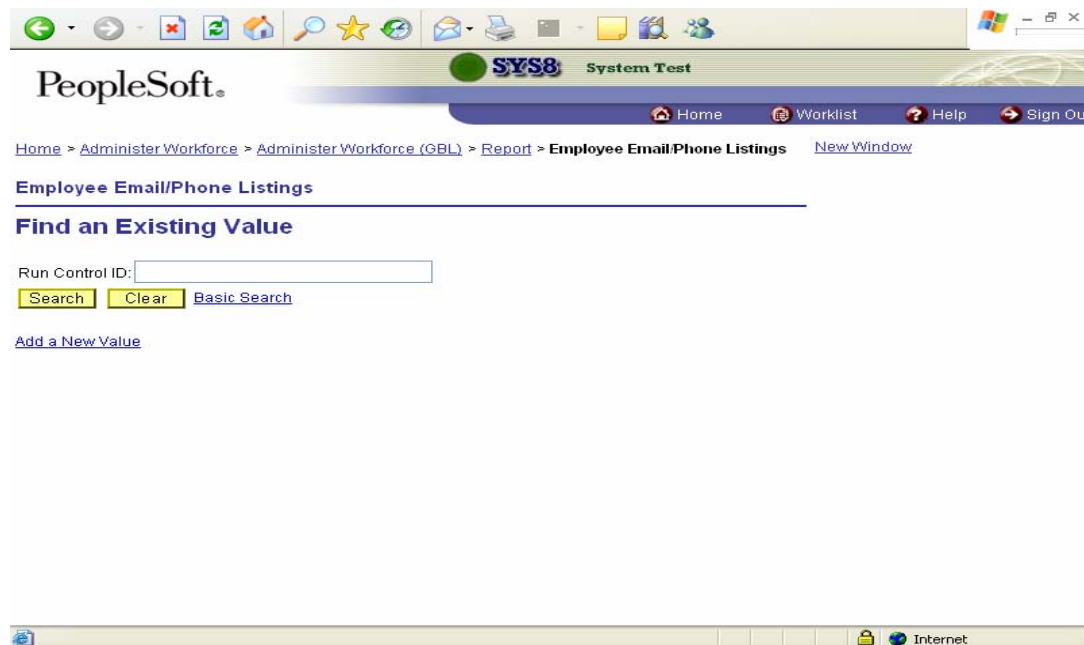 PeopleSoft.
SYS8: System Test
Home Worklist Help Sign Ou
Home > Administer Workforce > Administer Workforce (GBL) > Report > Employee Email/Phone Listings New Window
Employee Email/Phone Listings
Find an Existing Value
Run Control ID:
Search Clear Basic Search
Add a New Value
Internet